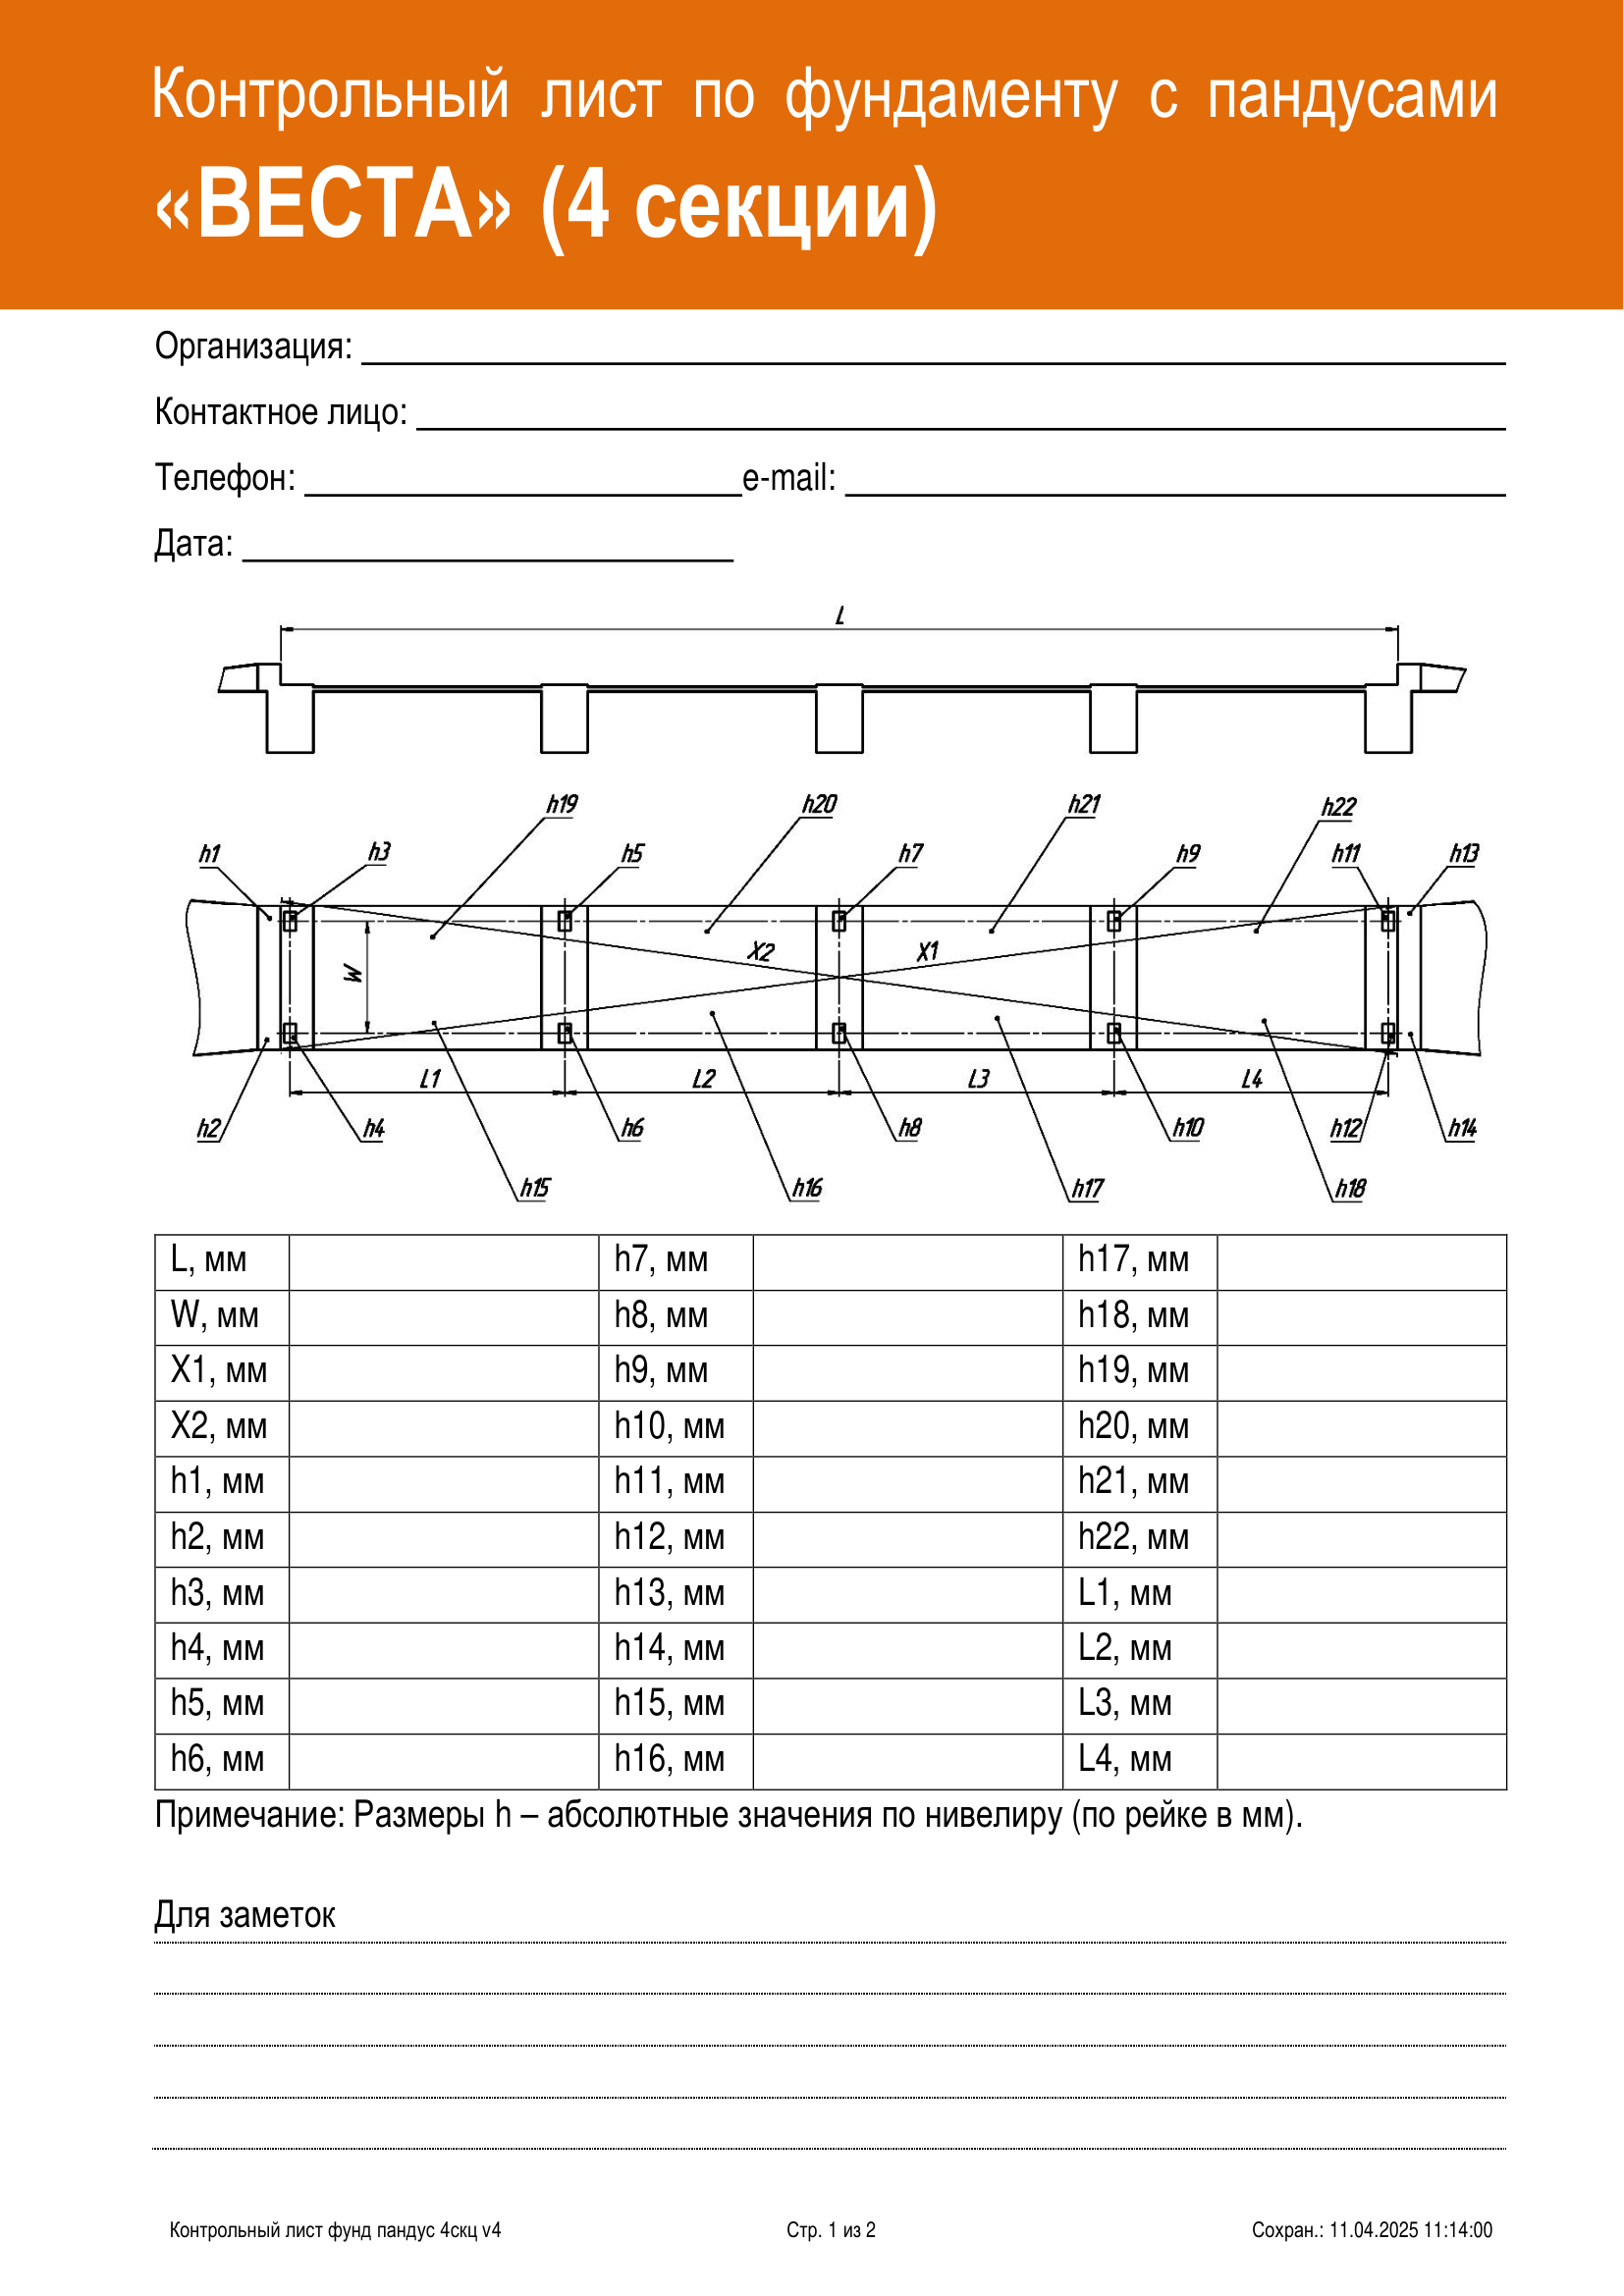 Контрольный лист по фундаменту с пандусами
«ВЕСТА» (4 секции)
Организация:
Контактное лицо:
Телефон: e-mail:
Дата:
L
h19 h20 h21 h22
h1 h3 h5 h7 h9 h11 h13
W X2 X1
L1 L2 L3 L4
h2 h4 h6 h8 h10 h12 h14
h15 h16 h17 h18
L, мм h7, мм h17, мм
W, мм h8, мм h18, мм
X1, мм h9, мм h19, мм
X2, мм h10, мм h20, мм
h1, мм h11, мм h21, мм
h2, мм h12, мм h22, мм
h3, мм h13, мм L1, мм
h4, мм h14, мм L2, мм
h5, мм h15, мм L3, мм
h6, мм h16, мм L4, мм
Примечание: Размеры h – абсолютные значения по нивелиру (по рейке в мм).
Для заметок
Контрольный лист фунд пандус 4скц v4 Стр. 1 из 2 Сохран.: 11.04.2025 11:14:00